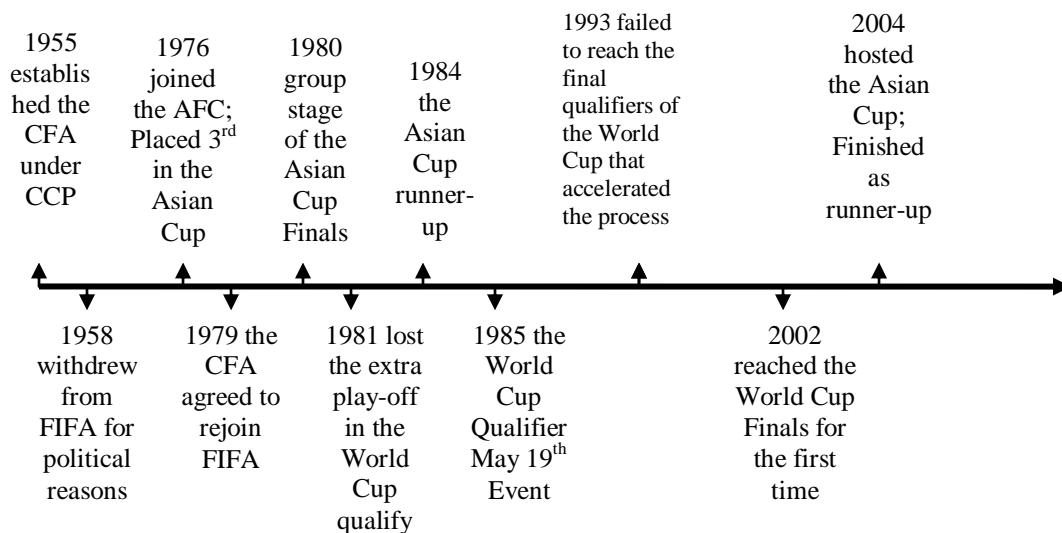 1955
establis
hed the
CFA
under
CCP
1976
joined
the AFC;
Placed 3rd
in the
Asian
Cup
1980
group
stage
of the
Asian
Cup
Finals
1984
the
Asian
Cup
runner-
up
1993 failed
to reach the
final
qualifiers of
the World
Cup that
accelerated
the process
2004
hosted
the Asian
Cup;
Finished
as
runner-up
1958
withdrew
from
FIFA for
political
reasons
1979 the
CFA
agreed to
rejoin
FIFA
1981 lost
the extra
play-off
in the
World
Cup
qualify
1985 the
World
Cup
Qualifier
May 19th
Event
2002
reached the
World Cup
Finals for
the first
time